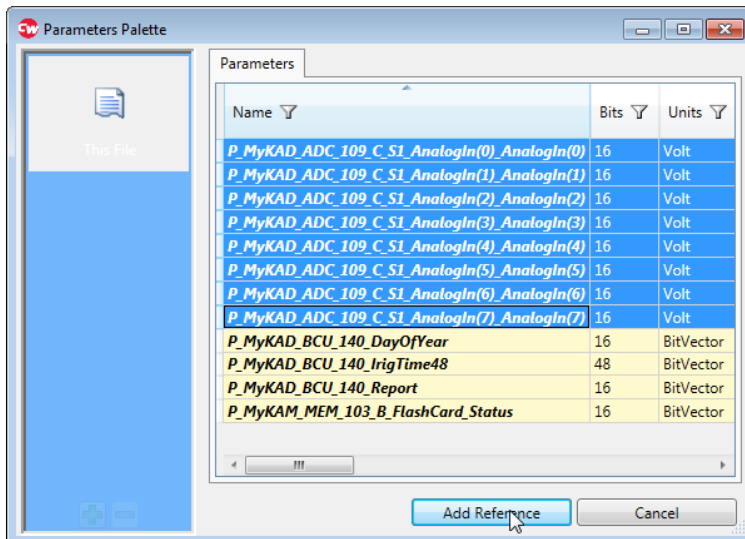 Parameters Palette
This File
Parameters
Name Bits Units
P_MyKAD_ADC_109_C_S1_AnalogIn(0)_AnalogIn(0) 16 Volt
P_MyKAD_ADC_109_C_S1_AnalogIn(1)_AnalogIn(1) 16 Volt
P_MyKAD_ADC_109_C_S1_AnalogIn(2)_AnalogIn(2) 16 Volt
P_MyKAD_ADC_109_C_S1_AnalogIn(3)_AnalogIn(3) 16 Volt
P_MyKAD_ADC_109_C_S1_AnalogIn(4)_AnalogIn(4) 16 Volt
P_MyKAD_ADC_109_C_S1_AnalogIn(5)_AnalogIn(5) 16 Volt
P_MyKAD_ADC_109_C_S1_AnalogIn(6)_AnalogIn(6) 16 Volt
P_MyKAD_ADC_109_C_S1_AnalogIn(7)_AnalogIn(7) 16 Volt
P_MyKAD_BCU_140_DayOfYear 16 BitVector
P_MyKAD_BCU_140_IrigTime48 48 BitVector
P_MyKAD_BCU_140_Report 16 BitVector
P_MyKAM_MEM_103_B_FlashCard_Status 16 BitVector
Add Reference Cancel